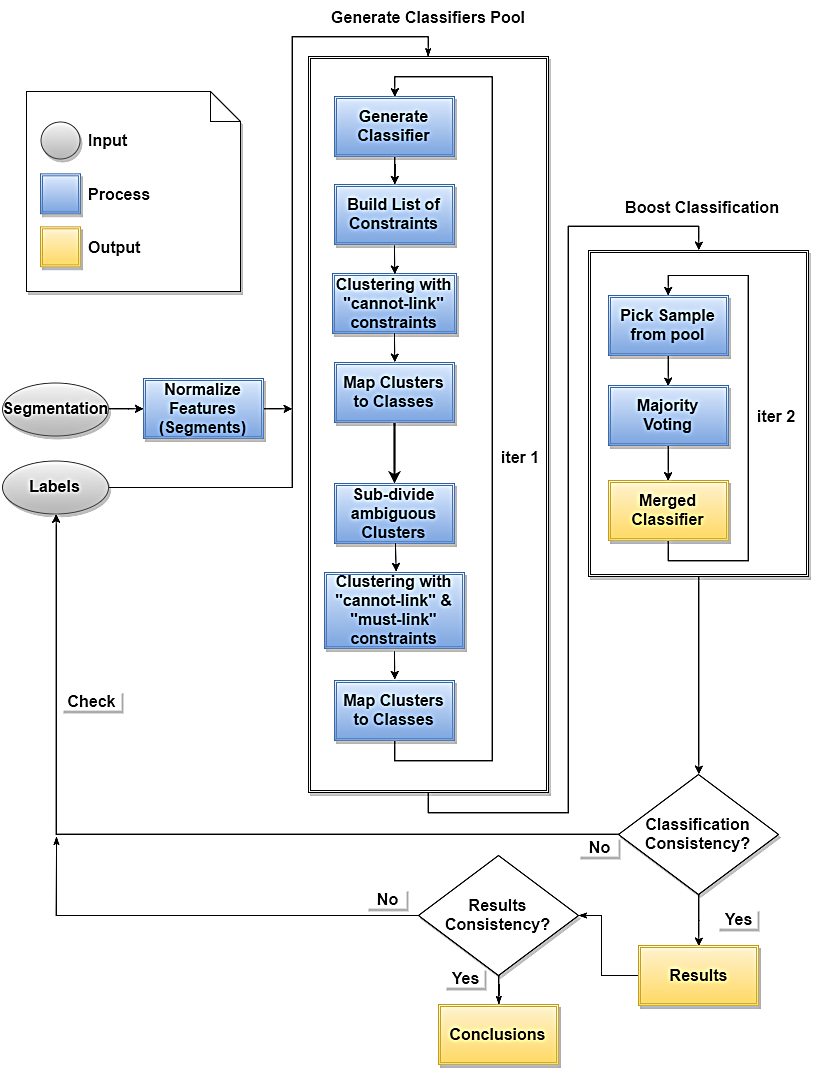 Generate Classifiers Pool
Input
Process
Output
Generate
Classifier
Build List of
Constraints
Clustering with
"cannot-link"
constraints
Map Clusters
to Classes
iter 1
Sub-divide
ambiguous
Clusters
Clustering with
"cannot-link" &
"must-link"
constraints
Map Clusters
to Classes
Segmentation
Normalize
Features
(Segments)
Labels
Check
Boost Classification
Pick Sample
from pool
Majority
Voting
iter 2
Merged
Classifier
Classification
Consistency?
No
Yes
Results
Results
Consistency?
No
Yes
Conclusions